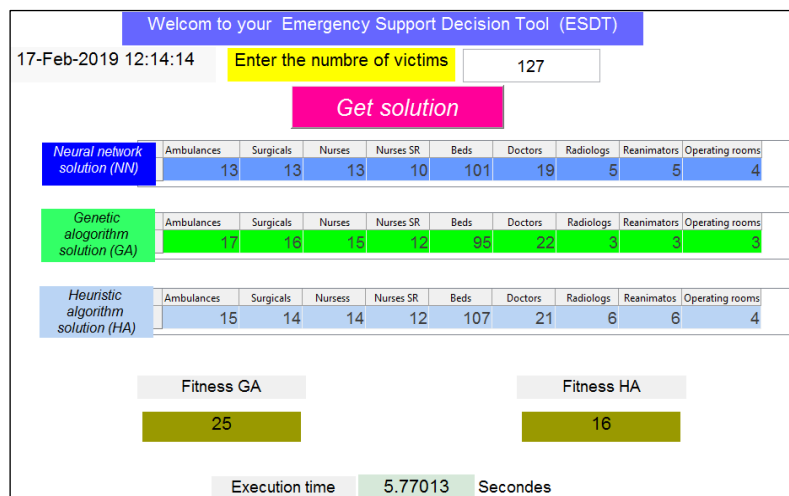 Welcom to your Emergency Support Decision Tool (ESDT)
17-Feb-2019 12:14:14 Enter the numbre of victims 127
Get solution
Neural network solution (NN)
Ambulances Surgicals Nurses Nurses SR Beds Doctors Radiologs Reanimators Operating rooms
13 13 13 10 101 19 5 5 4
Genetic alogorithm solution (GA)
Ambulances Surgicals Nurses Nurses SR Beds Doctors Radiologs Reanimators Operating rooms
17 16 15 12 95 22 3 3 3
Heuristic algorithm solution (HA)
Ambulances Surgicals Nursess Nurses SR Beds Doctors Radiologs Reanimatos Operating rooms
15 14 14 12 107 21 6 6 4
Fitness GA Fitness HA
25 16
Execution time 5.77013 Secondes